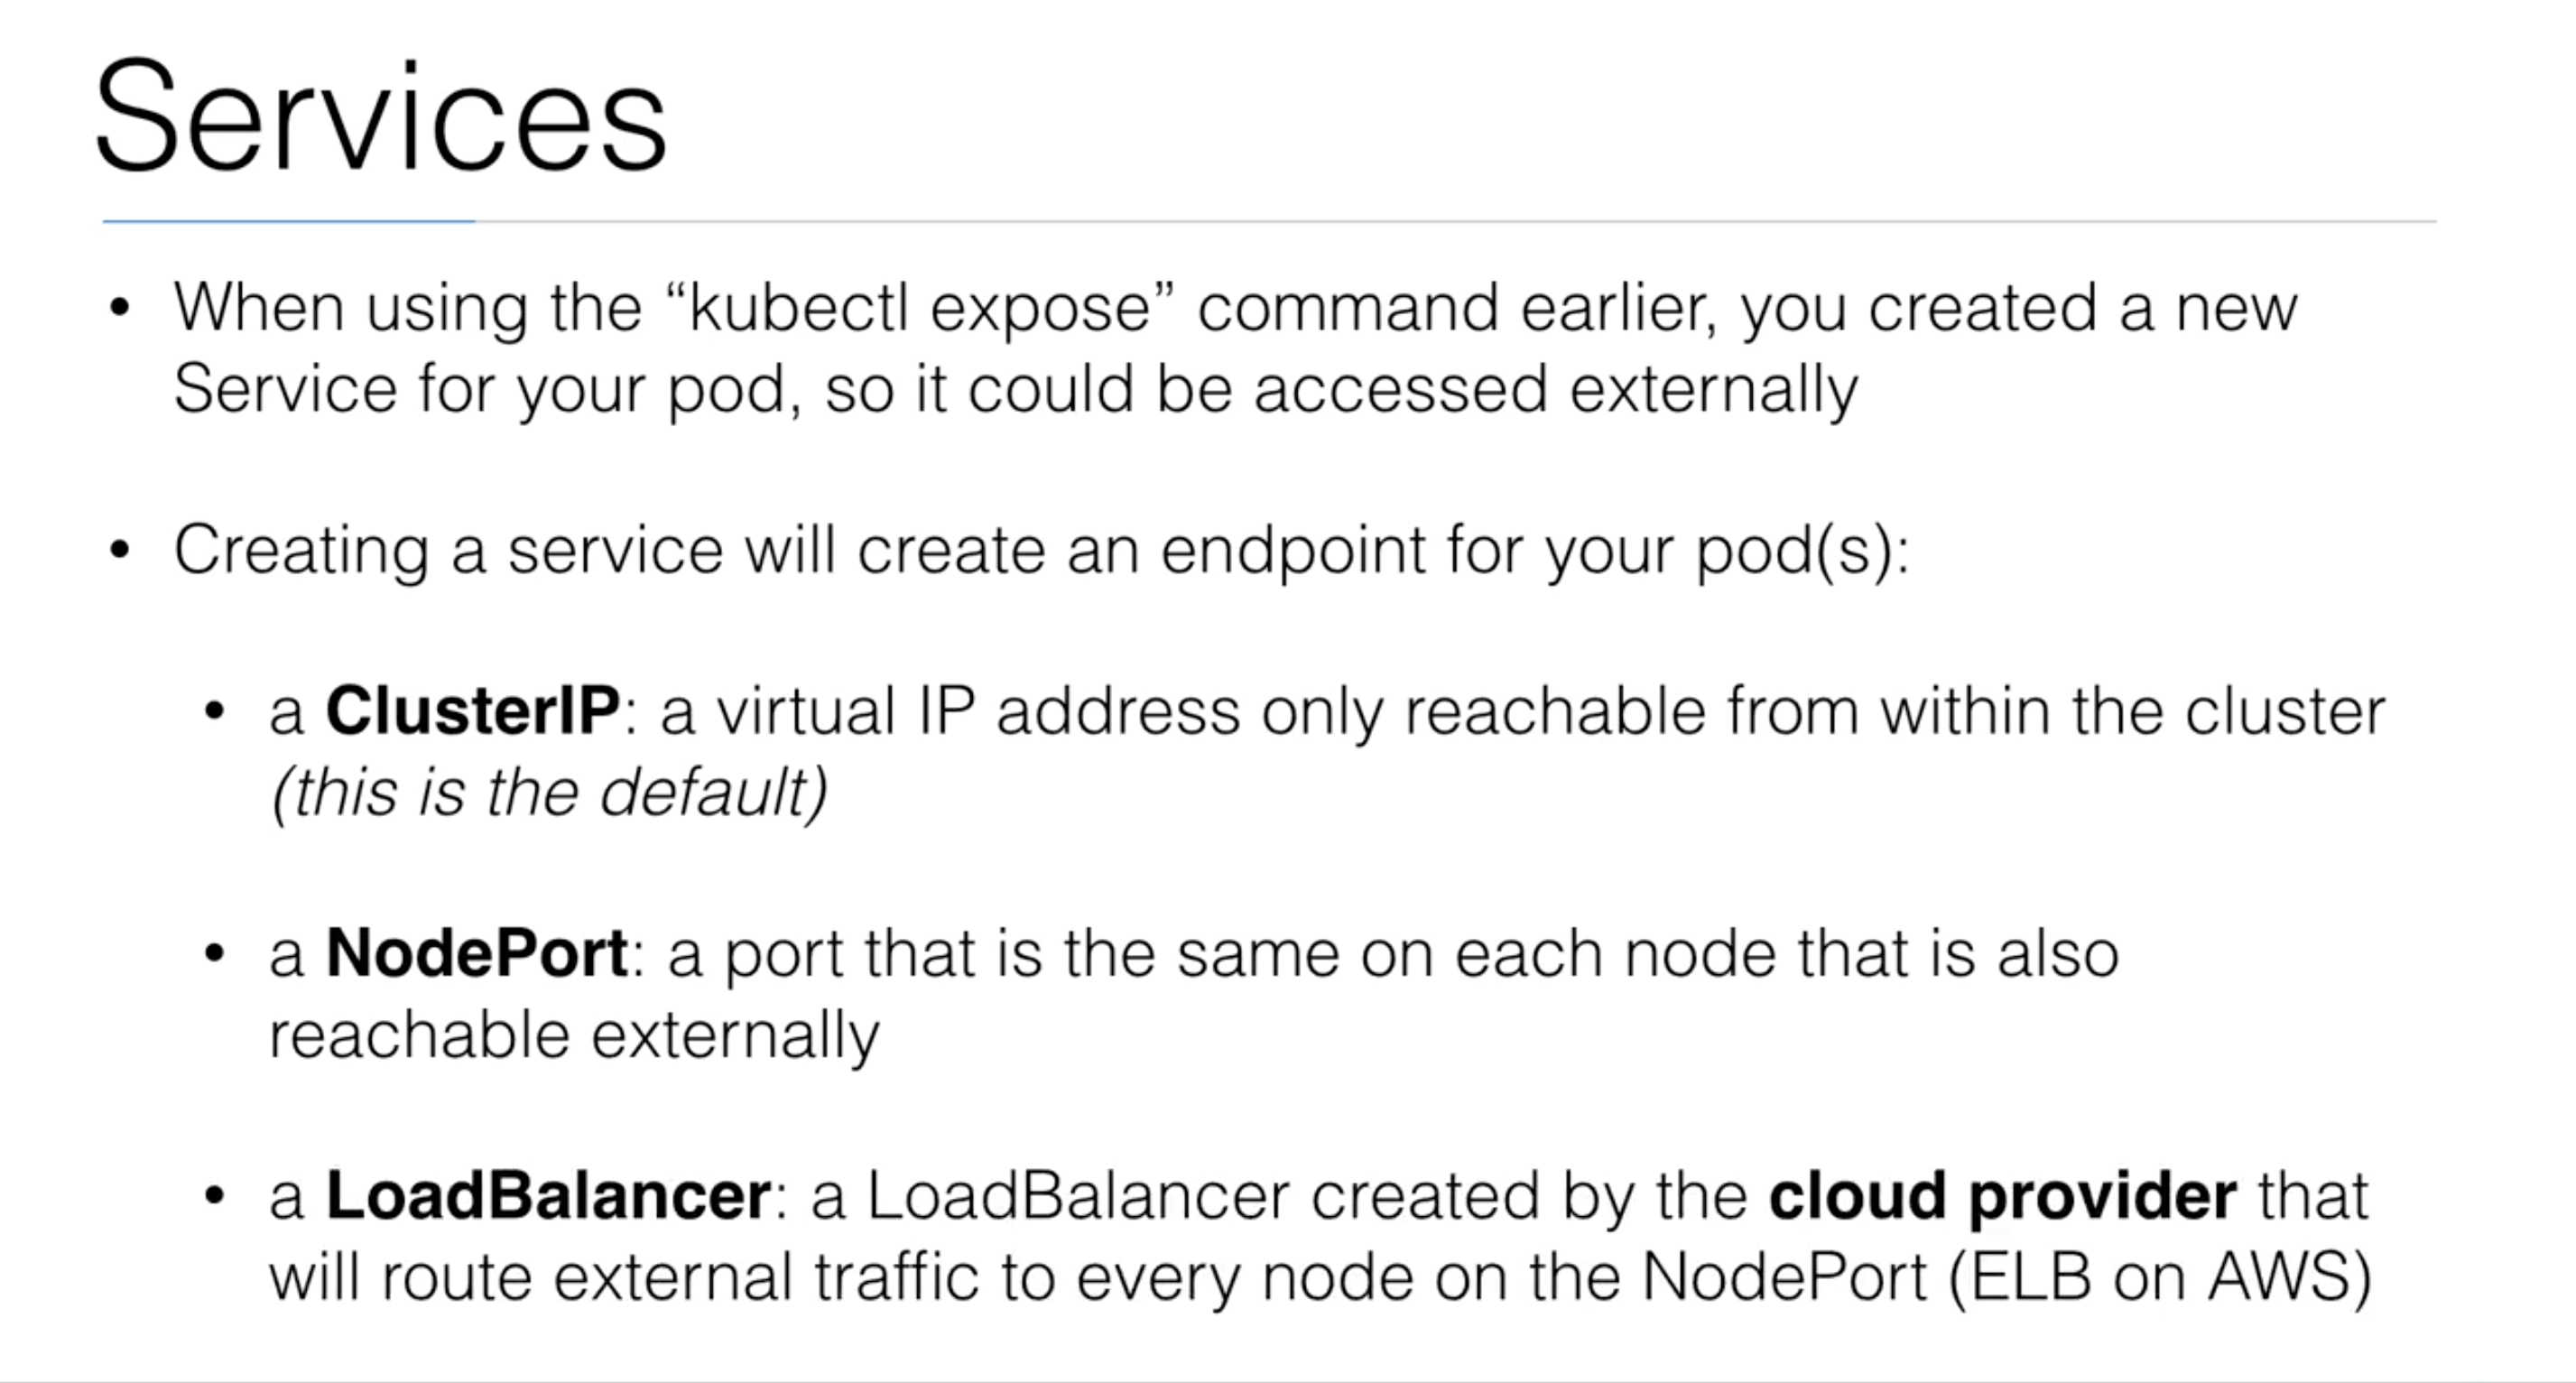 Services
• When using the “kubectl expose” command earlier, you created a new
Service for your pod, so it could be accessed externally
• Creating a service will create an endpoint for your pod(s):
• a ClusterIP: a virtual IP address only reachable from within the cluster
(this is the default)
• a NodePort: a port that is the same on each node that is also
reachable externally
• a LoadBalancer: a LoadBalancer created by the cloud provider that
will route external traffic to every node on the NodePort (ELB on AWS)